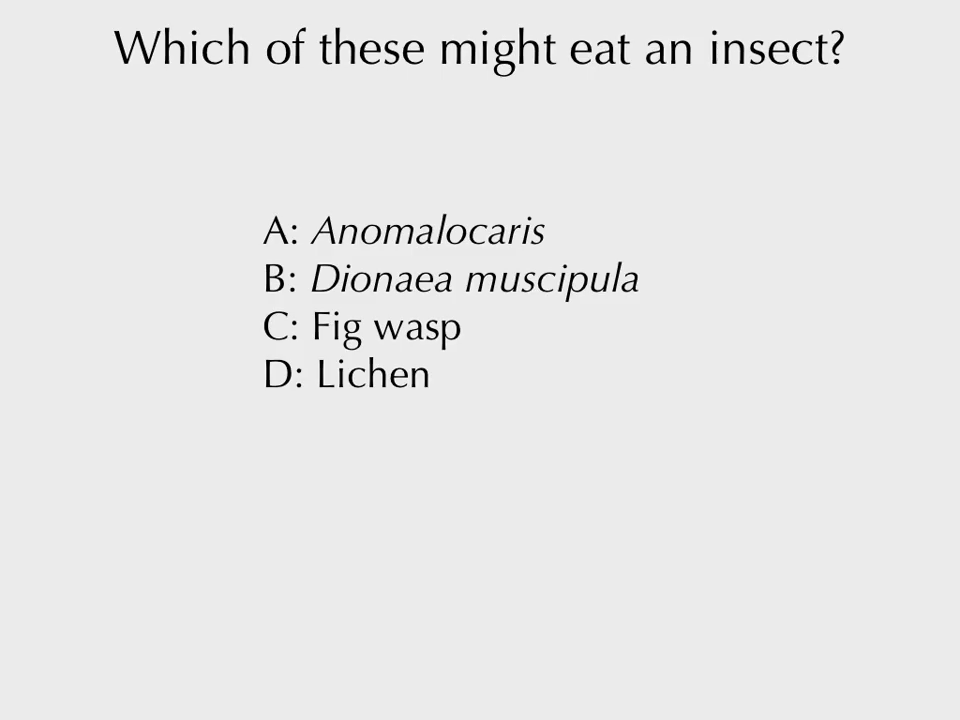 Which of these might eat an insect?
A: Anomalocaris
B: Dionaea muscipula
C: Fig wasp
D: Lichen